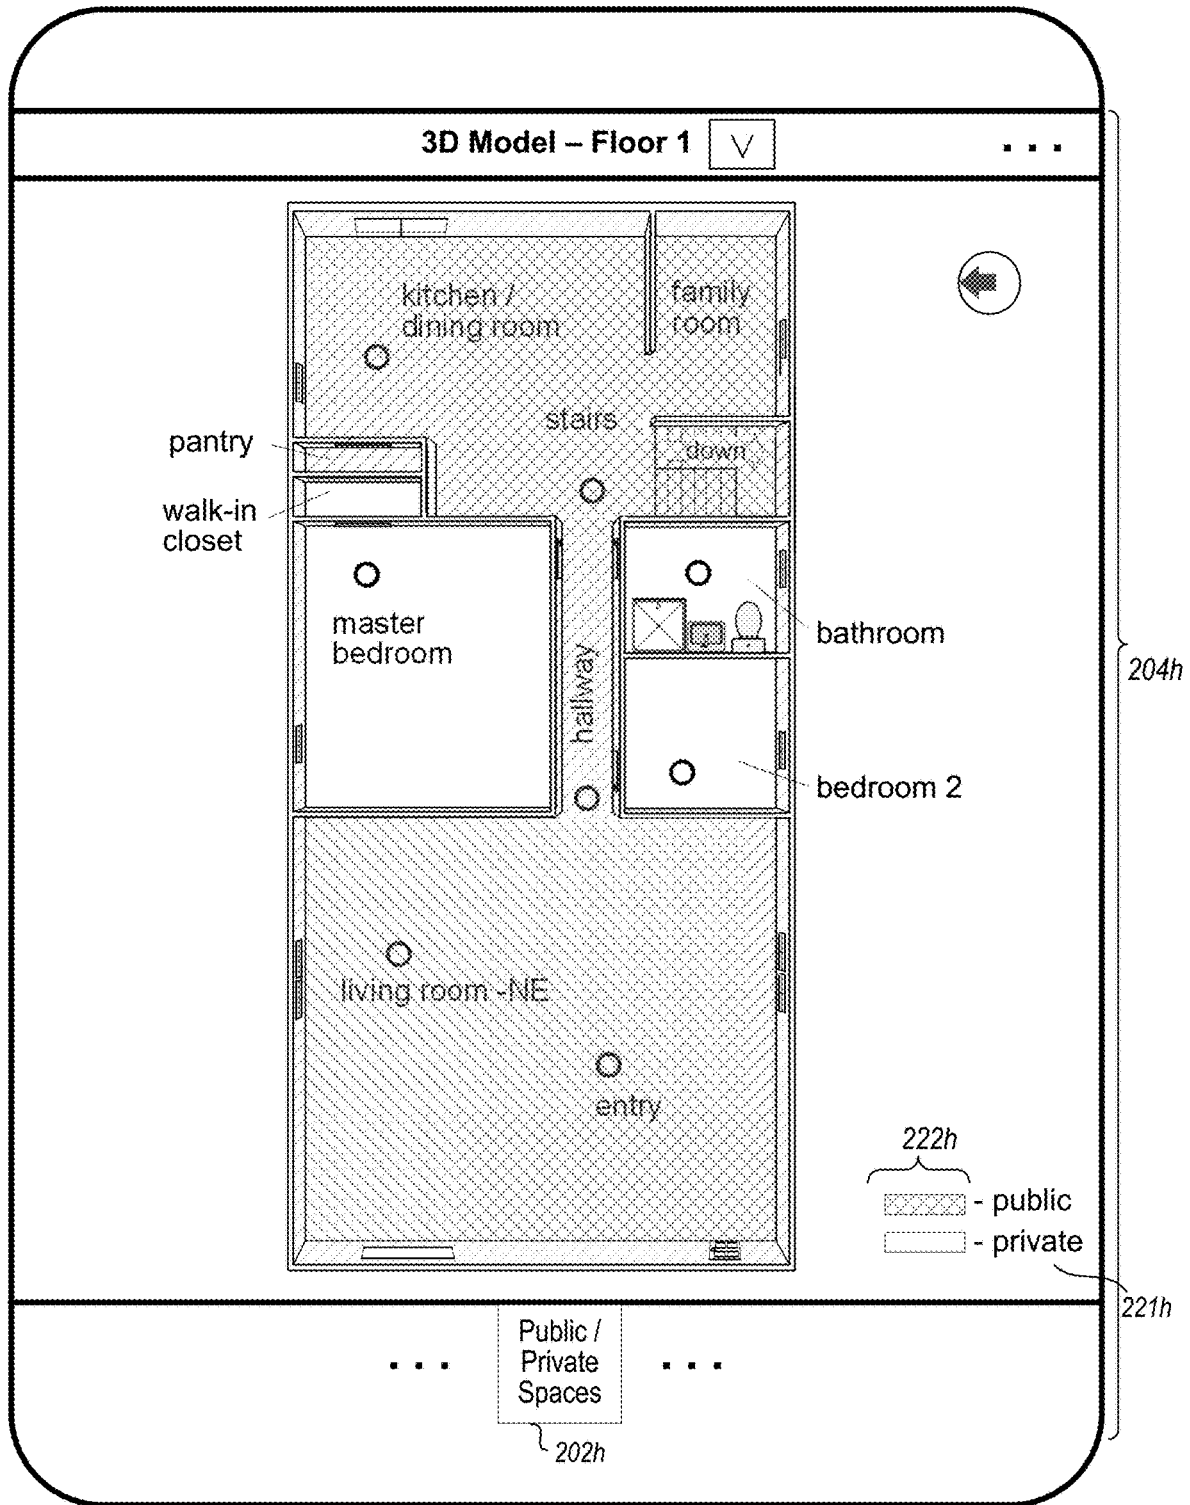 3D Model – Floor 1
V
. . .
kitchen /
dining room
family
room
stairs
down
pantry
walk-in
closet
master
bedroom
bathroom
hallway
204h
bedroom 2
living room -NE
entry
222h
- public
- private
221h
Public /
Private
Spaces
. . .
. . .
202h